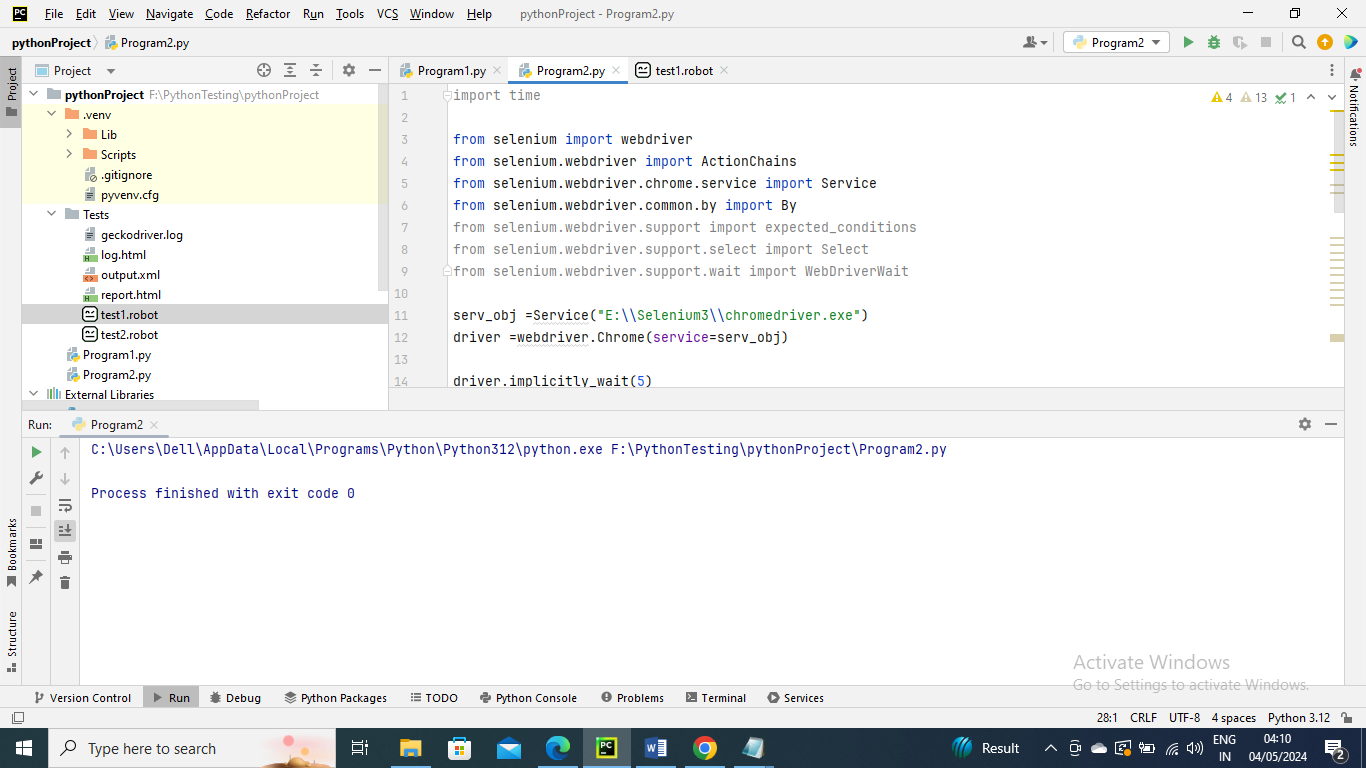 PC File Edit View Navigate Code Refactor Run Tools VCS Window Help pythonProject - Program2.py
pythonProject Program2.py Program2
Project
Project
Program1.py Program2.py test1.robot
pythonProject F:\PythonTesting\pythonProject
.venv
Lib
Scripts
.gitignore
pyvenv.cfg
Tests
geckodriver.log
log.html
output.xml
report.html
test1.robot
test2.robot
Program1.py
Program2.py
External Libraries
1 import time
4 13 1
2
3 from selenium import webdriver
4 from selenium.webdriver import ActionChains
5 from selenium.webdriver.chrome.service import Service
6 from selenium.webdriver.common.by import By
7 from selenium.webdriver.support import expected_conditions
8 from selenium.webdriver.support.select import Select
9 from selenium.webdriver.support.wait import WebDriverWait
10
11 serv_obj =Service("E:\\Selenium3\\chromedriver.exe")
12 driver =webdriver.Chrome(service=serv_obj)
13
14 driver.implicitly_wait(5)
Notifications
Run: Program2
C:\Users\Dell\AppData\Local\Programs\Python\Python312\python.exe F:\PythonTesting\pythonProject\Program2.py
Process finished with exit code 0
Bookmarks
Structure
Activate Windows
Go to Settings to activate Windows.
Version Control Run Debug Python Packages TODO Python Console Problems Terminal Services
28:1 CRLF UTF-8 4 spaces Python 3.12
Type here to search
PC
Result
ENG
IN
04:10
04/05/2024
2